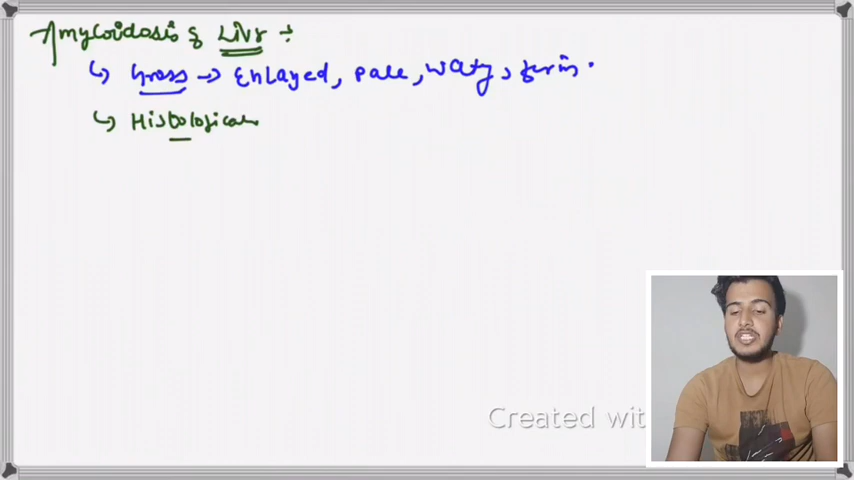 Amyloidosis of Liver ÷
↳ Gross → Enlarged, pale, waxy, firm.
↳ Histological
Created wit